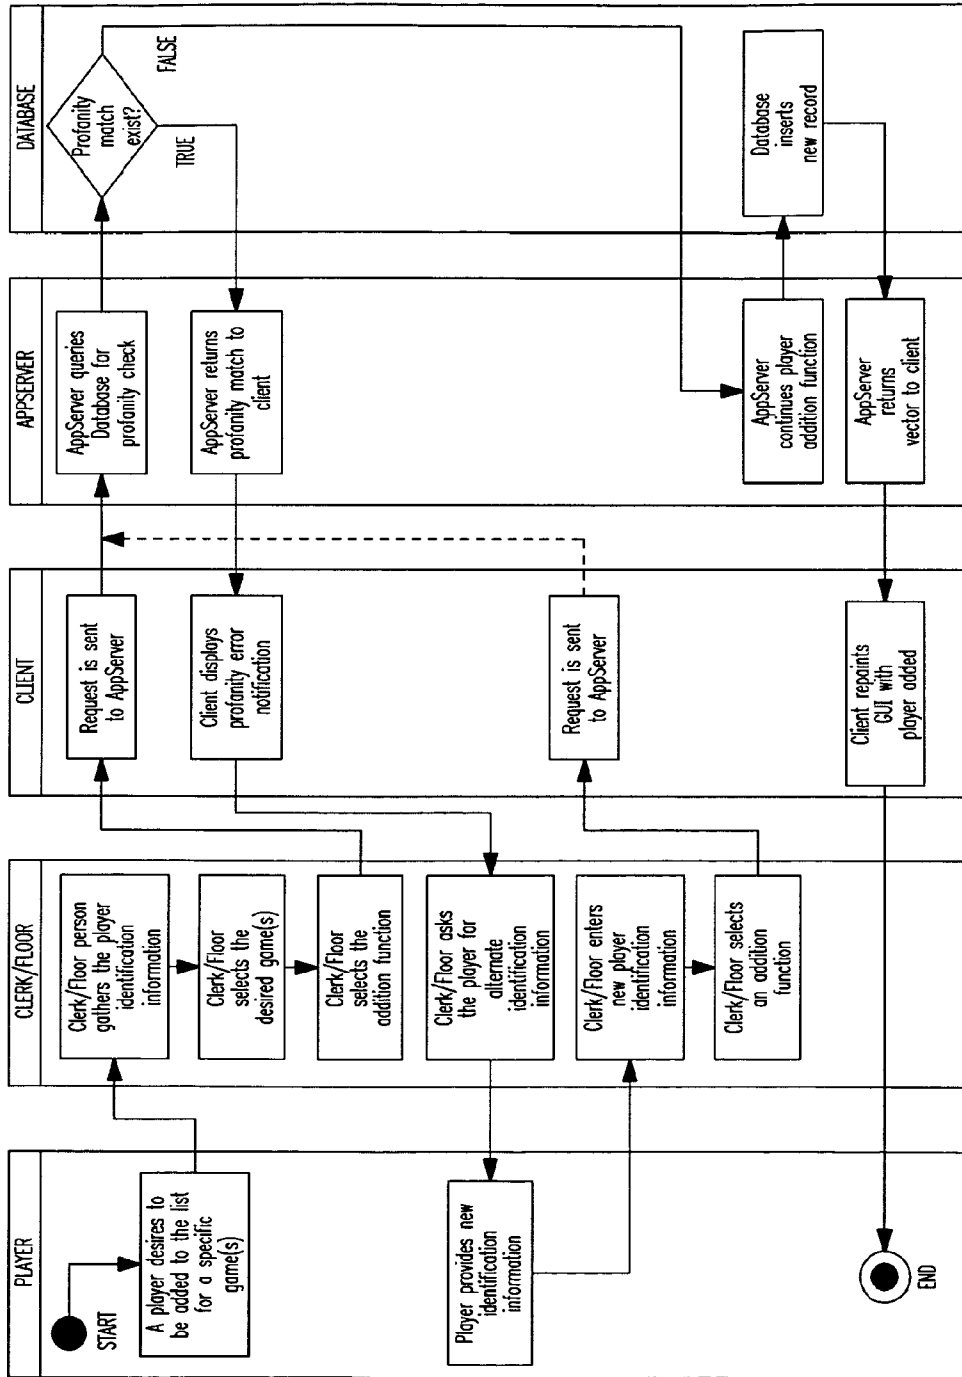 PLAYER
START
A player desires to
be added to the list
for a specific
game(s)
Player provides new
identification
information
END
CLERK/FLOOR
Clerk/Floor person
gathers the player
identification
information
Clerk/Floor
selects the
desired game(s)
Clerk/Floor
selects the
addition function
Clerk/Floor asks
the player for
alternate
identification
information
Clerk/Floor enters
new player
identification
information
Clerk/Floor selects
an addition
function
CLIENT
Request is sent
to AppServer
Client displays
profanity error
notification
Request is sent
to AppServer
Client repaints
GUI with
player added
APPSERVER
AppServer queries
Database for
profanity check
AppServer returns
profanity match to
client
AppServer
continues player
addition function
AppServer
returns
vector to client
DATABASE
Profanity
match
exist?
TRUE
FALSE
Database
inserts
new record